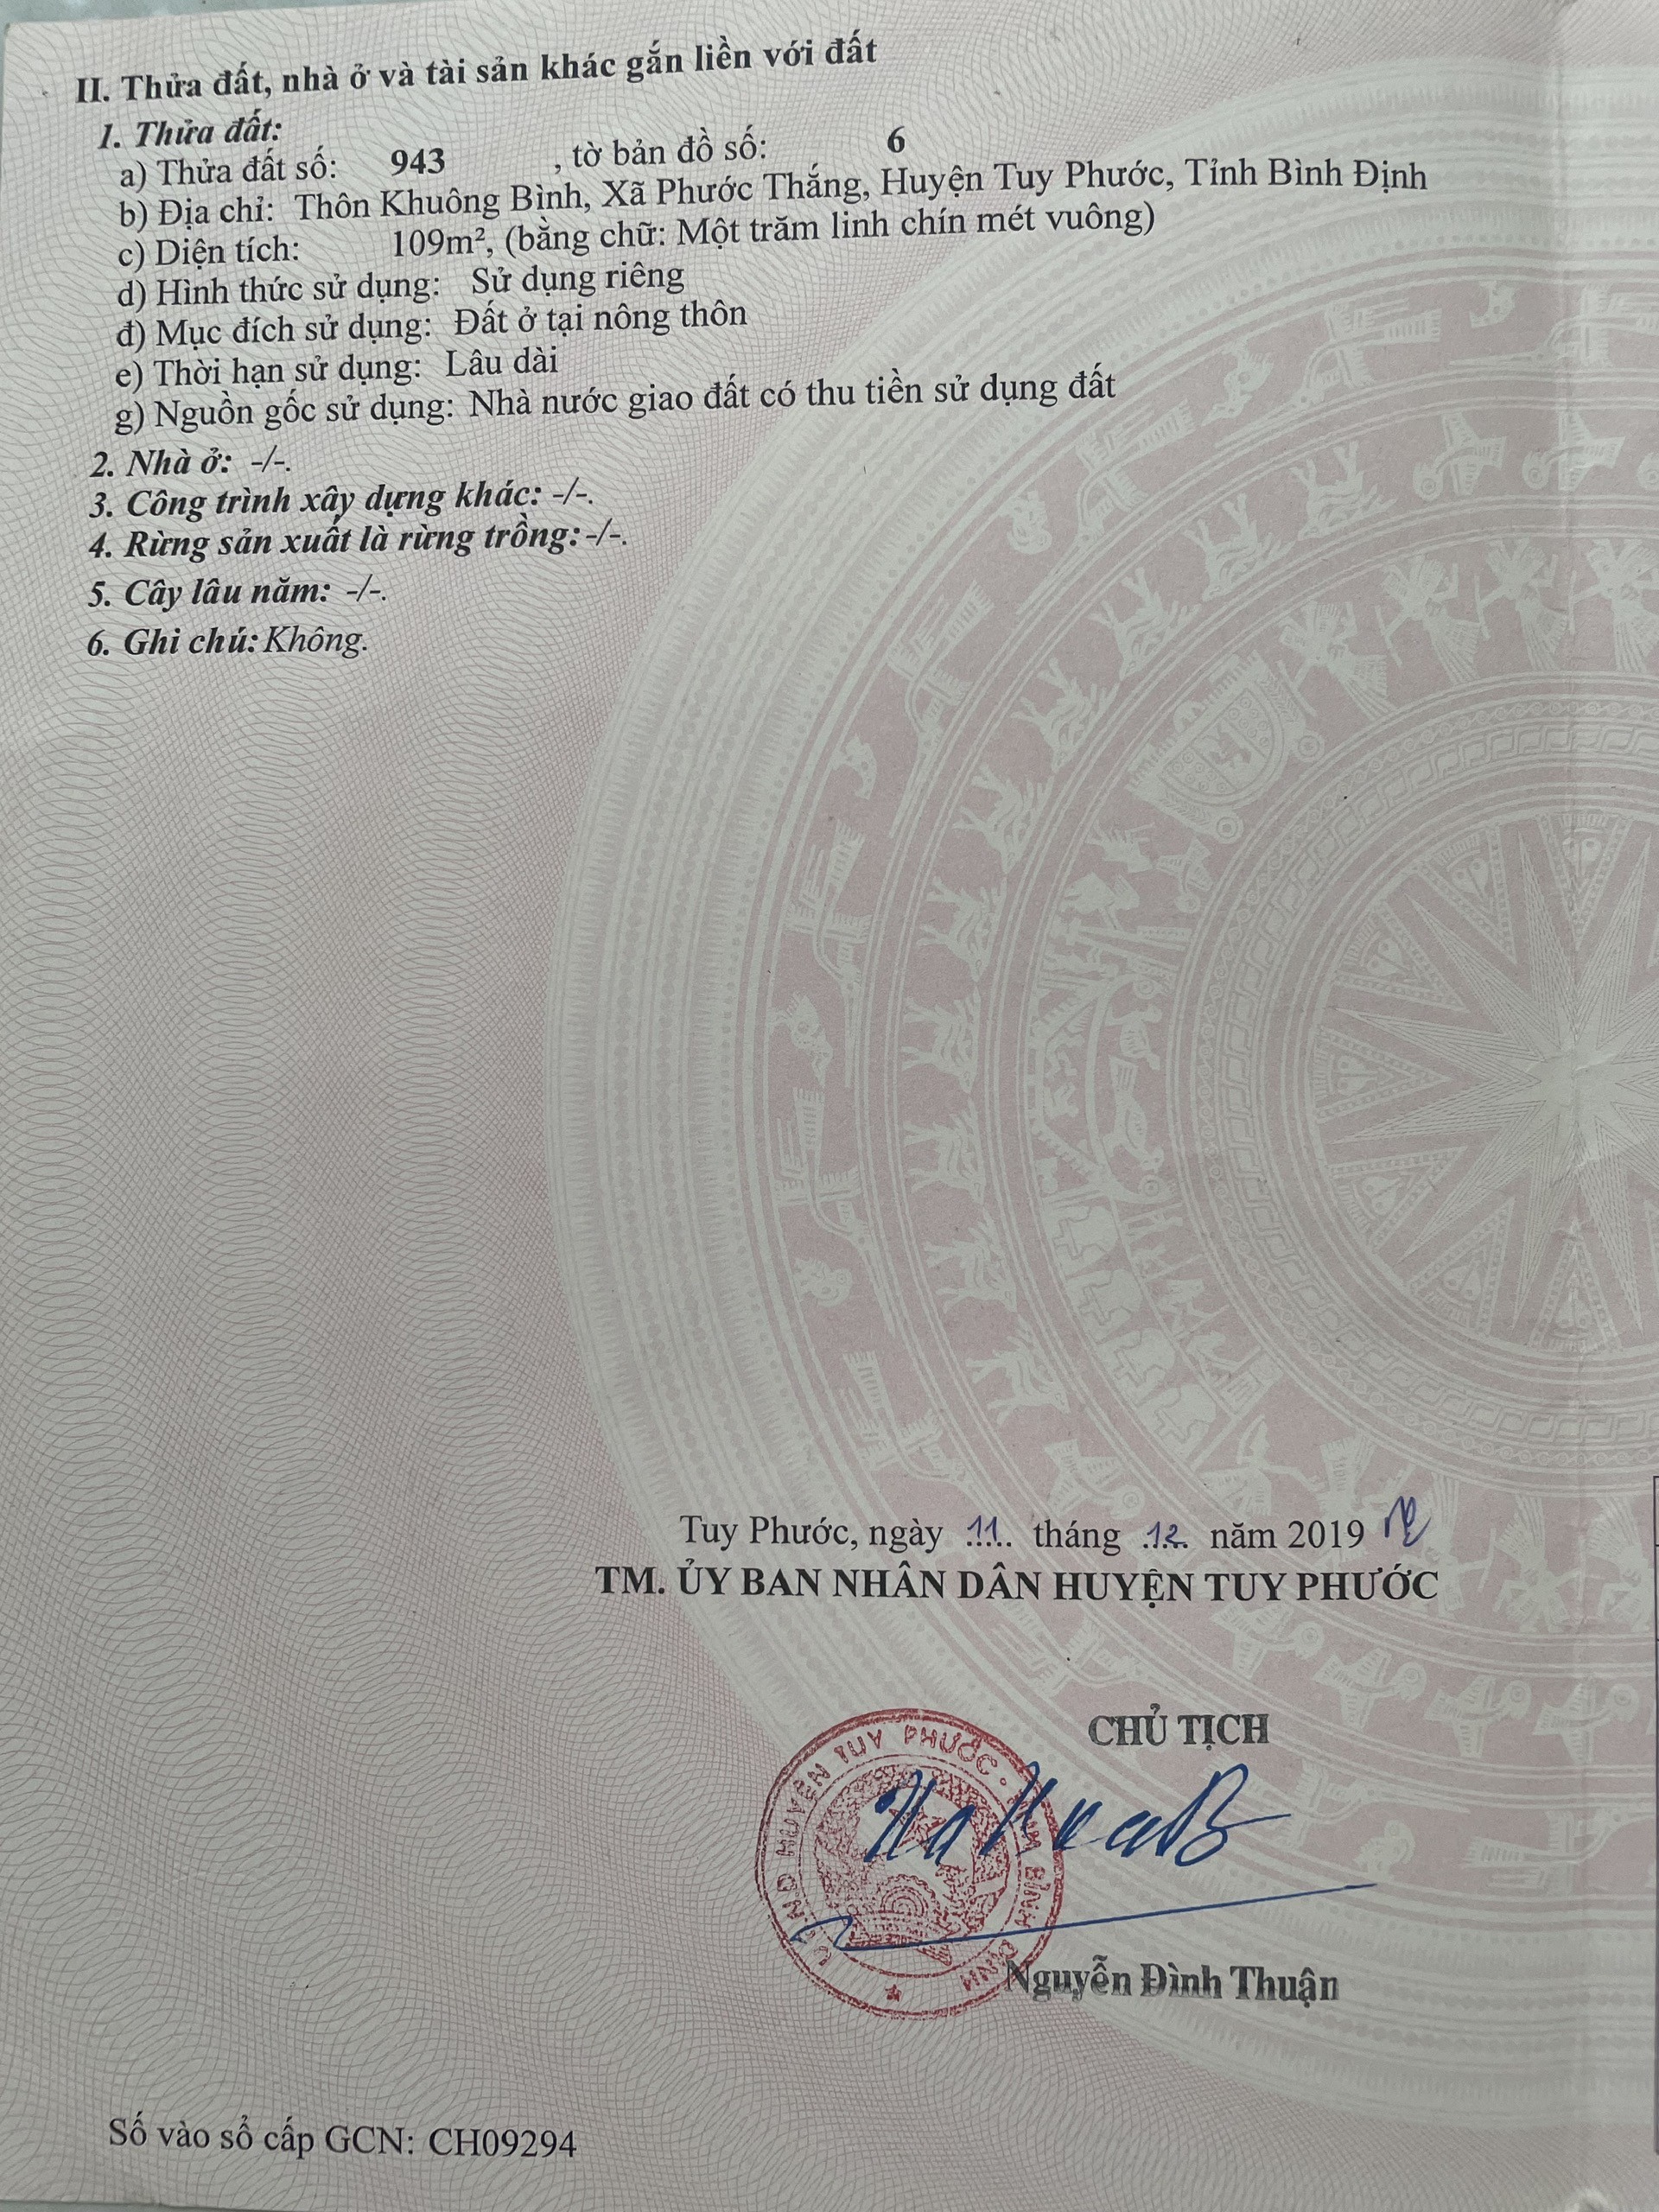 II. Thửa đất, nhà ở và tài sản khác gắn liền với đất
1. Thửa đất:
a) Thửa đất số: 943 , tờ bản đồ số: 6
b) Địa chỉ: Thôn Khuông Bình, Xã Phước Thắng, Huyện Tuy Phước, Tỉnh Bình Định
c) Diện tích: 109m², (bằng chữ: Một trăm linh chín mét vuông)
d) Hình thức sử dụng: Sử dụng riêng
đ) Mục đích sử dụng: Đất ở tại nông thôn
e) Thời hạn sử dụng: Lâu dài
g) Nguồn gốc sử dụng: Nhà nước giao đất có thu tiền sử dụng đất
2. Nhà ở: -/-.
3. Công trình xây dựng khác: -/-.
4. Rừng sản xuất là rừng trồng: -/-.
5. Cây lâu năm: -/-.
6. Ghi chú: Không.
Tuy Phước, ngày 11 tháng 12 năm 2019
TM. ỦY BAN NHÂN DÂN HUYỆN TUY PHƯỚC
CHỦ TỊCH
U.B.N.D HUYỆN TUY PHƯỚC. TỈNH BÌNH ĐỊNH
Nguyễn Đình Thuận
Số vào sổ cấp GCN: CH09294